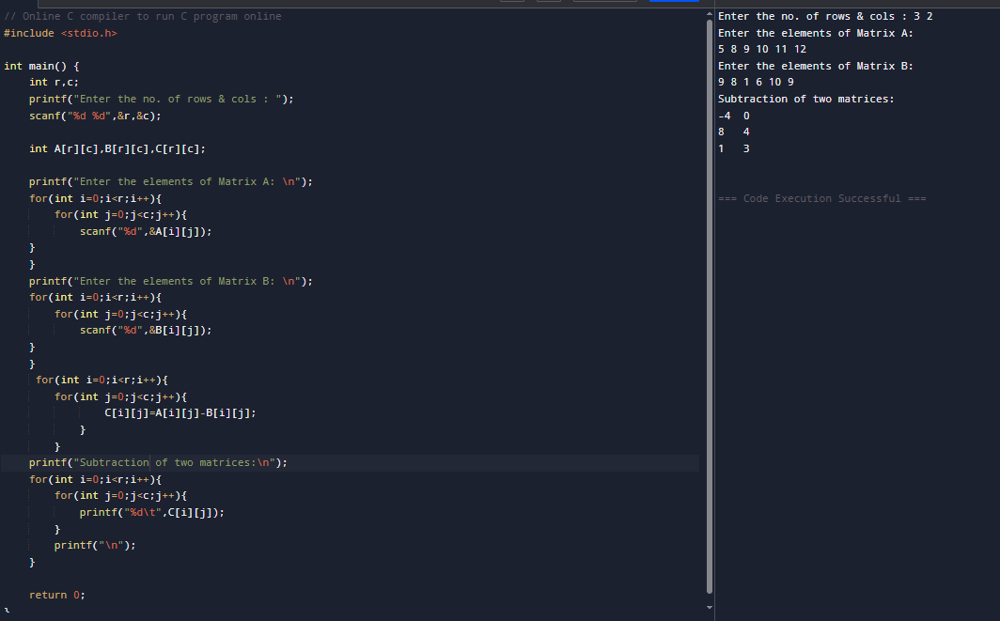 // Online C compiler to run C program online
#include <stdio.h>
int main() {
int r,c;
printf("Enter the no. of rows & cols : ");
scanf("%d %d",&r,&c);
int A[r][c],B[r][c],C[r][c];
printf("Enter the elements of Matrix A: \n");
for(int i=0;i<r;i++){
for(int j=0;j<c;j++){
scanf("%d",&A[i][j]);
}
}
printf("Enter the elements of Matrix B: \n");
for(int i=0;i<r;i++){
for(int j=0;j<c;j++){
scanf("%d",&B[i][j]);
}
}
for(int i=0;i<r;i++){
for(int j=0;j<c;j++){
C[i][j]=A[i][j]-B[i][j];
}
}
printf("Subtraction of two matrices:\n");
for(int i=0;i<r;i++){
for(int j=0;j<c;j++){
printf("%d\t",C[i][j]);
}
printf("\n");
}
return 0;
}
Enter the no. of rows & cols : 3 2
Enter the elements of Matrix A:
5 8 9 10 11 12
Enter the elements of Matrix B:
9 8 1 6 10 9
Subtraction of two matrices:
-4 0
8 4
1 3
=== Code Execution Successful ===